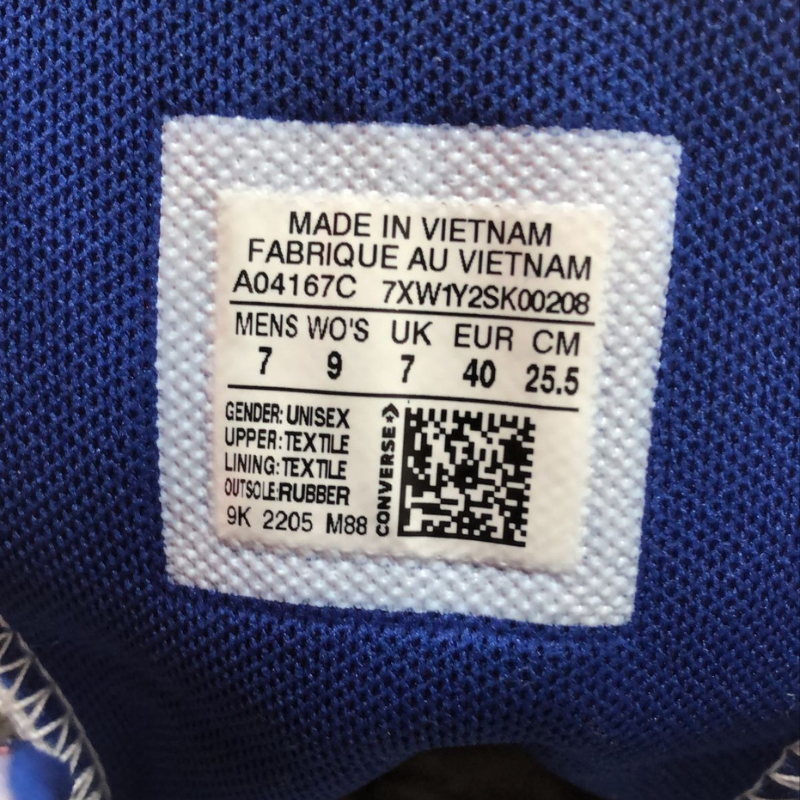 MADE IN VIETNAM
FABRIQUE AU VIETNAM
A04167C 7XW1Y2SK00208
MENS WO'S UK EUR CM
7 9 7 40 25.5
GENDER: UNISEX
UPPER: TEXTILE
LINING: TEXTILE
OUTSOLE: RUBBER
9K 2205 M88
CONVERSE